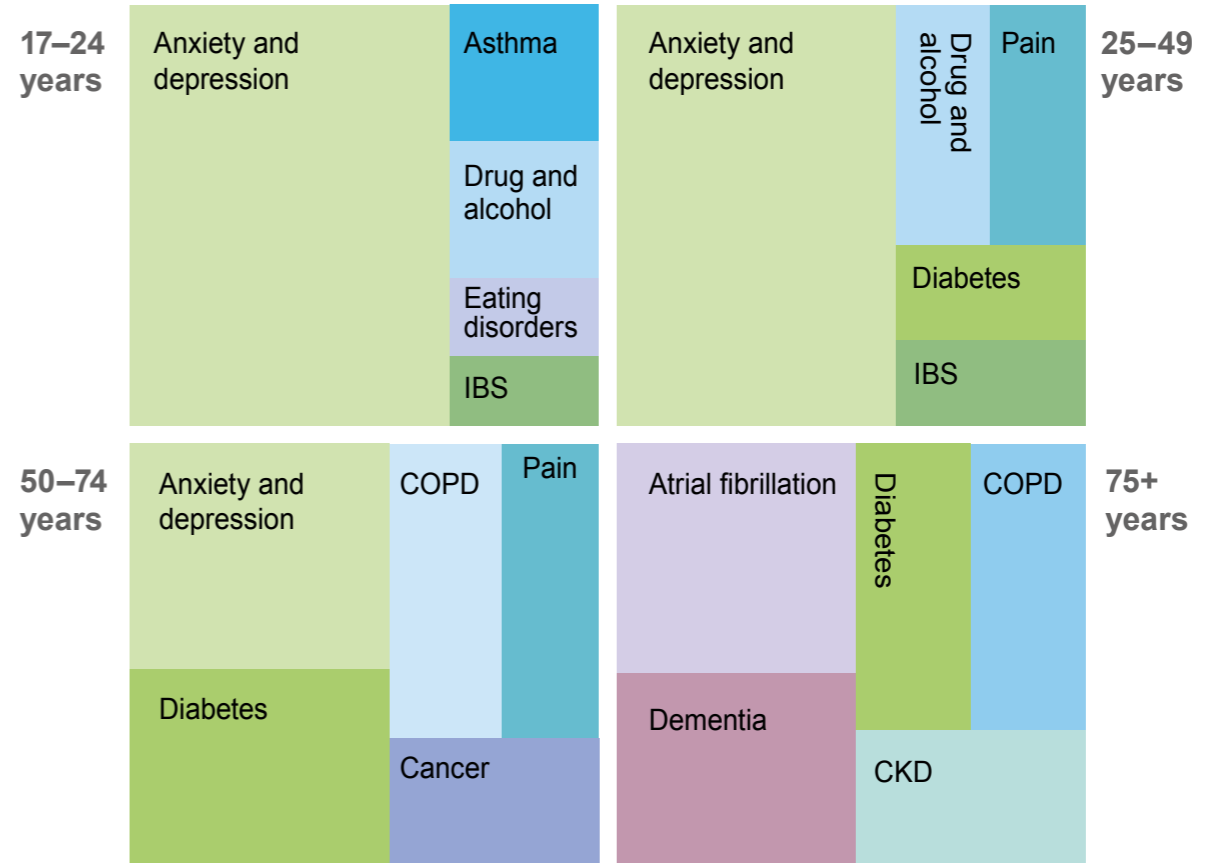 17–24
years
Anxiety and
depression
Asthma
Drug and
alcohol
Eating
disorders
IBS
Anxiety and
depression
Drug and
alcohol
Pain
Diabetes
IBS
25–49
years
50–74
years
Anxiety and
depression
COPD
Pain
Diabetes
Cancer
Atrial fibrillation
Diabetes
COPD
Dementia
CKD
75+
years